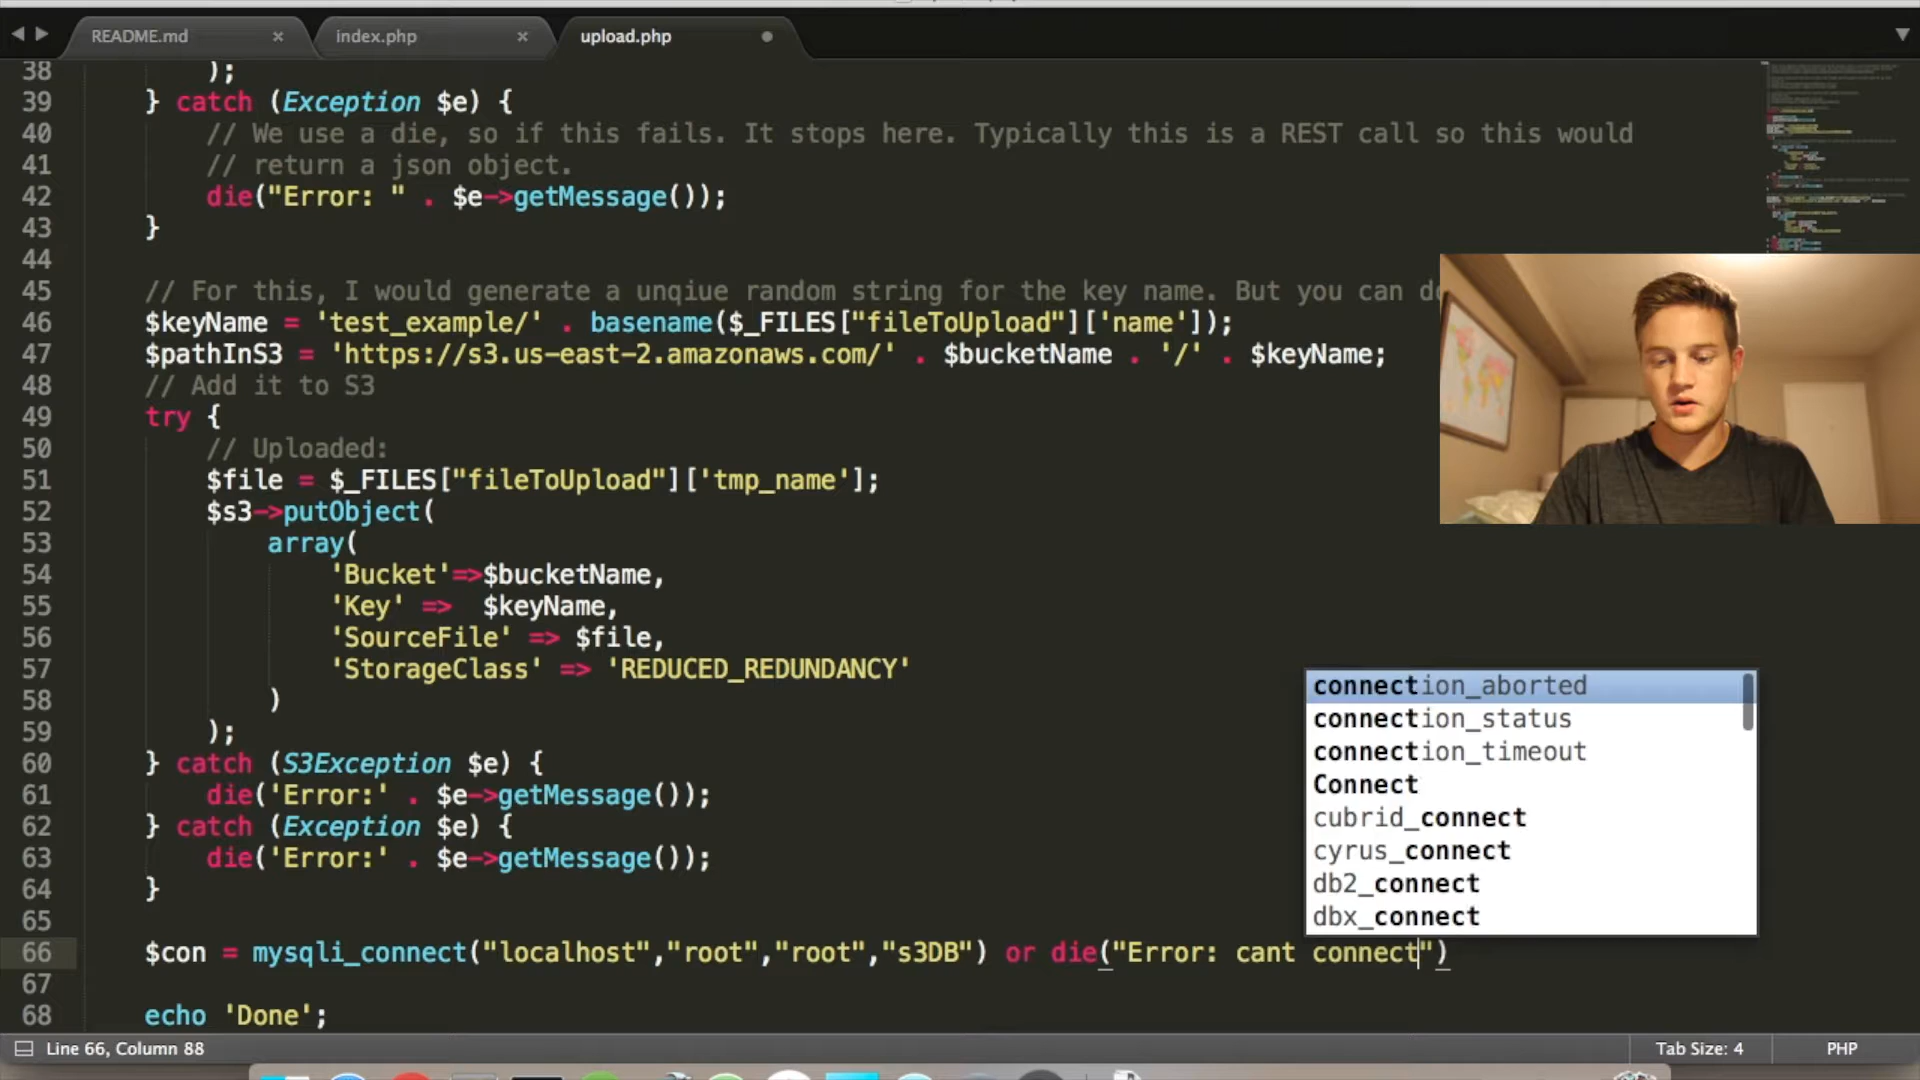 README.md
index.php
upload.php
38 );
39 } catch (Exception $e) {
40 // We use a die, so if this fails. It stops here. Typically this is a REST call so this would
41 // return a json object.
42 die("Error: " . $e->getMessage());
43 }
44
45 // For this, I would generate a unqiue random string for the key name. But you can
46 $keyName = 'test_example/' . basename($_FILES["fileToUpload"]['name']);
47 $pathInS3 = 'https://s3.us-east-2.amazonaws.com/' . $bucketName . '/' . $keyName;
48 // Add it to S3
49 try {
50 // Uploaded:
51 $file = $_FILES["fileToUpload"]['tmp_name'];
52 $s3->putObject(
53 array(
54 'Bucket'=>$bucketName,
55 'Key' => $keyName,
56 'SourceFile' => $file,
57 'StorageClass' => 'REDUCED_REDUNDANCY'
58 )
59 );
60 } catch (S3Exception $e) {
61 die('Error:' . $e->getMessage());
62 } catch (Exception $e) {
63 die('Error:' . $e->getMessage());
64 }
65
66 $con = mysqli_connect("localhost","root","root","s3DB") or die("Error: cant connect")
67
68 echo 'Done';
connection_aborted
connection_status
connection_timeout
Connect
cubrid_connect
cyrus_connect
db2_connect
dbx_connect
Line 66, Column 88
Tab Size: 4
PHP